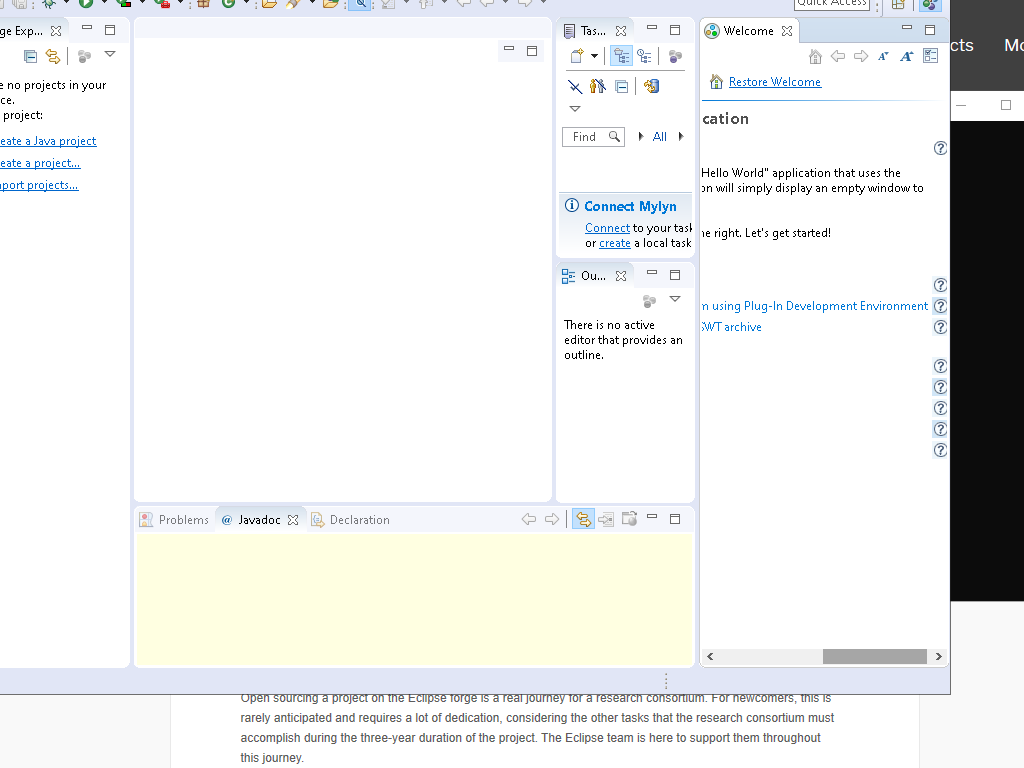 Quick Access
ge Exp...
Tas...
Welcome
cts
Mo
Restore Welcome
e no projects in your
ce.
project:
eate a Java project
eate a project...
port projects...
Find
All
cation
Hello World" application that uses the
on will simply display an empty window to
Connect Mylyn
Connect to your task
or create a local task
ne right. Let's get started!
Ou...
There is no active
editor that provides an
outline.
n using Plug-In Development Environment
SWT archive
Problems
@ Javadoc
Declaration
Open sourcing a project on the Eclipse forge is a real journey for a research consortium. For newcomers, this is
rarely anticipated and requires a lot of dedication, considering the other tasks that the research consortium must
accomplish during the three-year duration of the project. The Eclipse team is here to support them throughout
this journey.